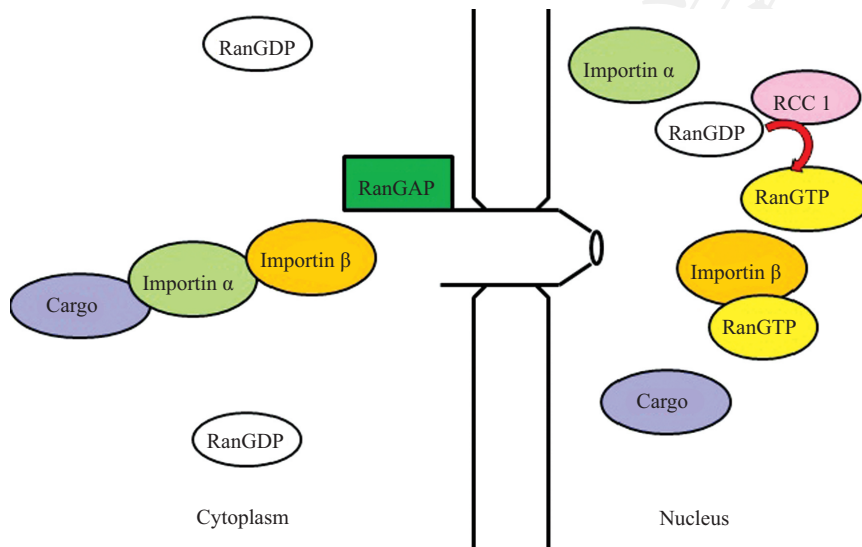 RanGDP
Importin α
RCC 1
RanGDP
RanGAP
RanGTP
Importin β
Importin α
Cargo
Importin β
RanGTP
Cargo
RanGDP
Cytoplasm
Nucleus